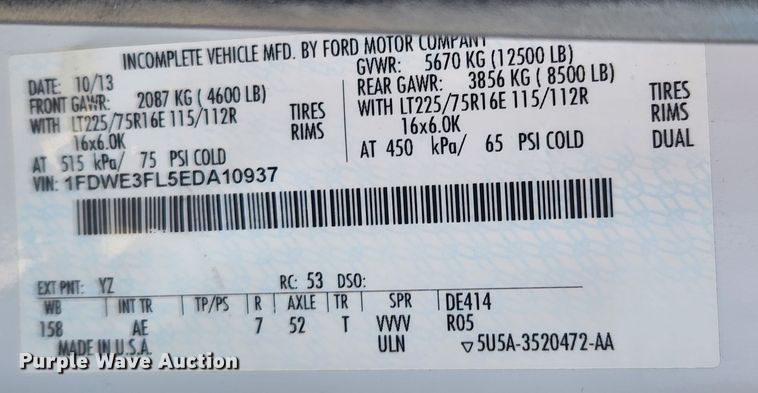 INCOMPLETE VEHICLE MFD. BY FORD MOTOR COMPANY
DATE: 10/13 GVWR: 5670 KG (12500 LB)
FRONT GAWR: 2087 KG ( 4600 LB) REAR GAWR: 3856 KG ( 8500 LB)
WITH LT225/75R16E 115/112R TIRES WITH LT225/75R16E 115/112R TIRES
16x6.0K RIMS 16x6.0K RIMS
AT 515 kPa/ 75 PSI COLD AT 450 kPa/ 65 PSI COLD DUAL
VIN: 1FDWE3FL5EDA10937
EXT PNT: YZ RC: 53 DSO:
WB INT TR TP/PS R AXLE TR SPR DE414
158 AE 7 52 T VVVV R05
MADE IN U.S.A. ULN ▽5U5A-3520472-AA
Purple Wave Auction